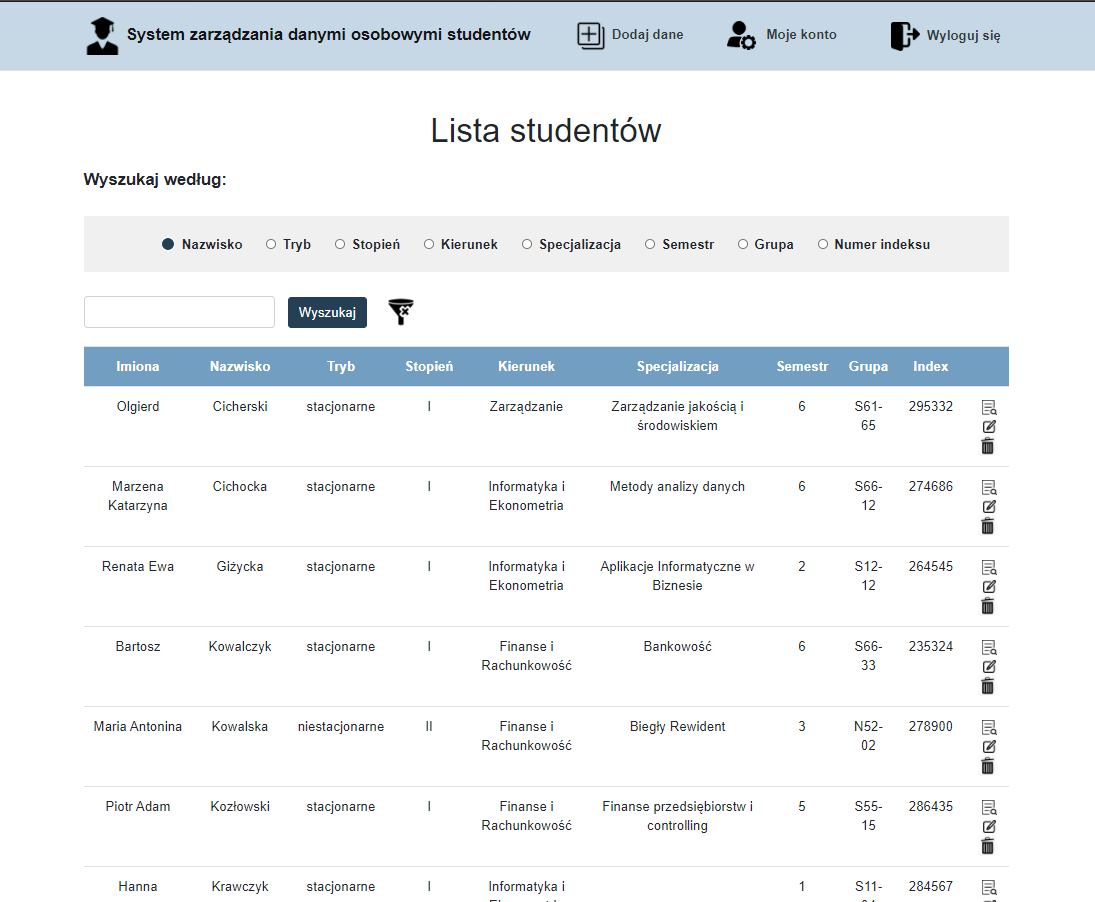 System zarządzania danymi osobowymi studentów Dodaj dane Moje konto Wyloguj się
Lista studentów
Wyszukaj według:
Nazwisko Tryb Stopień Kierunek Specjalizacja Semestr Grupa Numer indeksu
Wyszukaj
Imiona Nazwisko Tryb Stopień Kierunek Specjalizacja Semestr Grupa Index
Olgierd Cicherski stacjonarne I Zarządzanie Zarządzanie jakością i 6 S61- 295332
środowiskiem 65
Marzena Cichocka stacjonarne I Informatyka i Metody analizy danych 6 S66- 274686
Katarzyna Ekonometria 12
Renata Ewa Giżycka stacjonarne I Informatyka i Aplikacje Informatyczne w 2 S12- 264545
Ekonometria Biznesie 12
Bartosz Kowalczyk stacjonarne I Finanse i Bankowość 6 S66- 235324
Rachunkowość 33
Maria Antonina Kowalska niestacjonarne II Finanse i Biegły Rewident 3 N52- 278900
Rachunkowość 02
Piotr Adam Kozłowski stacjonarne I Finanse i Finanse przedsiębiorstw i 5 S55- 286435
Rachunkowość controlling 15
Hanna Krawczyk stacjonarne I Informatyka i 1 S11- 284567